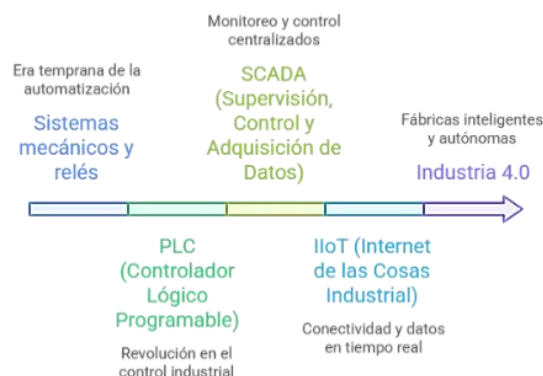 Era temprana de la
automatización
Sistemas
mecánicos y
relés
Monitoreo y control
centralizados
SCADA
(Supervisión,
Control y
Adquisición de
Datos)
Fábricas inteligentes
y autónomas
Industria 4.0
PLC
(Controlador
Lógico
Programable)
Revolución en el
control industrial
IIoT (Internet
de las Cosas
Industrial)
Conectividad y datos
en tiempo real